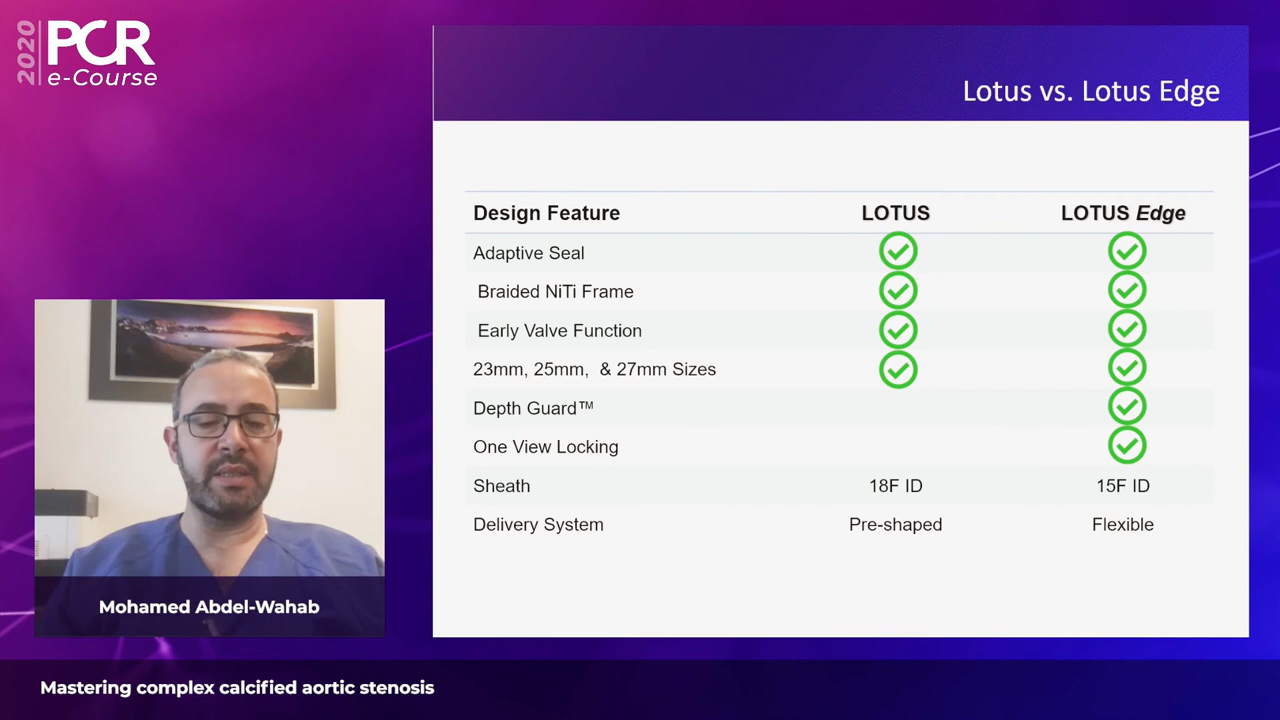 2020
PCR
e-Course
Lotus vs. Lotus Edge
Design Feature LOTUS LOTUS Edge
Adaptive Seal
Braided NiTi Frame
Early Valve Function
23mm, 25mm, & 27mm Sizes
Depth Guard™
One View Locking
Sheath 18F ID 15F ID
Delivery System Pre-shaped Flexible
Mohamed Abdel-Wahab
Mastering complex calcified aortic stenosis